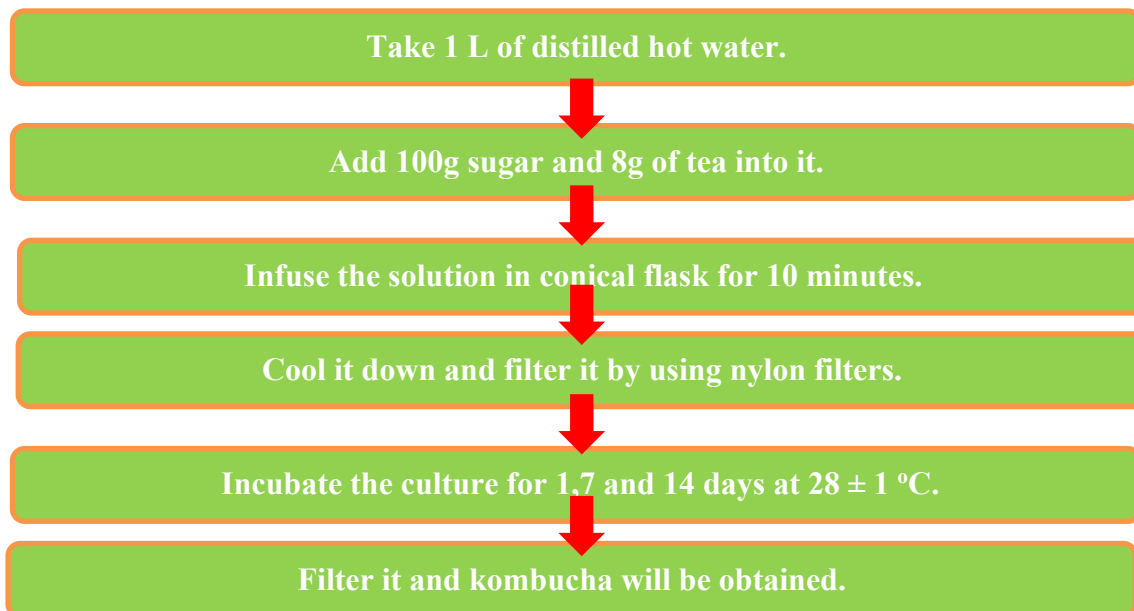 Take 1 L of distilled hot water.
Add 100g sugar and 8g of tea into it.
Infuse the solution in conical flask for 10 minutes.
Cool it down and filter it by using nylon filters.
Incubate the culture for 1,7 and 14 days at 28 ± 1 ᵒC.
Filter it and kombucha will be obtained.